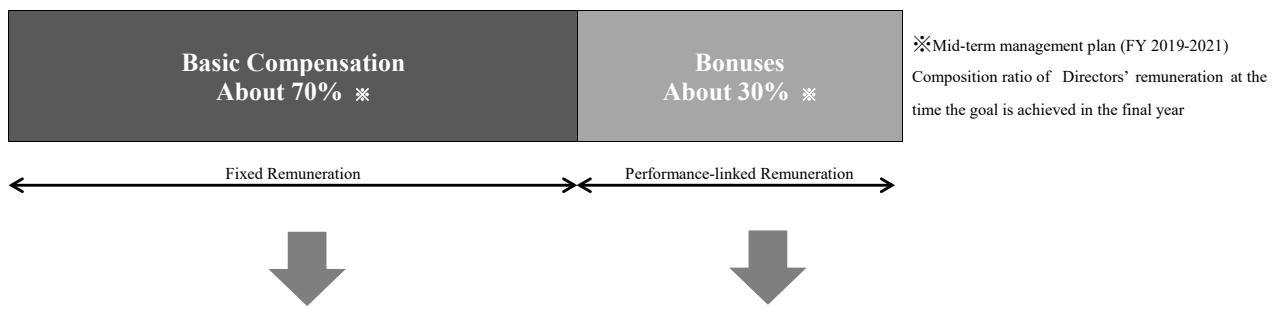 Basic Compensation
About 70% ※
Bonuses
About 30% ※
※Mid-term management plan (FY 2019-2021)
Composition ratio of Directors’ remuneration at the
time the goal is achieved in the final year
Fixed Remuneration
Performance-linked Remuneration